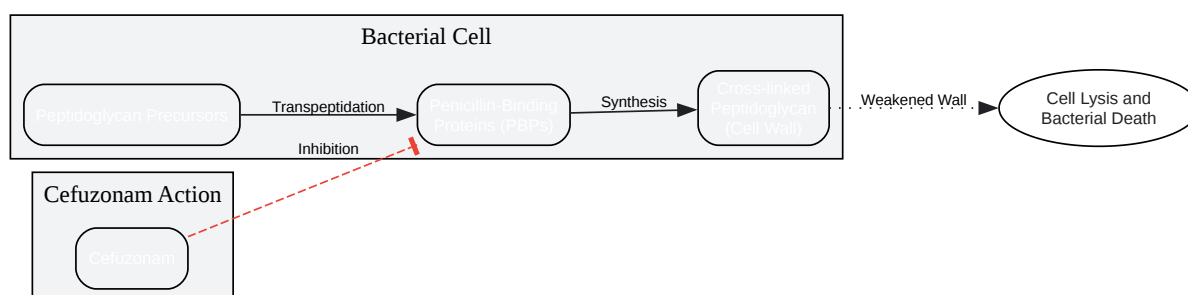 Bacterial Cell
Peptidoglycan Precursors
Transpeptidation
Penicillin-Binding
Proteins (PBPs)
Synthesis
Cross-linked
Peptidoglycan
(Cell Wall)
Weakened Wall
Cell Lysis and
Bacterial Death
Inhibition
Cefuzonam Action
Cefuzonam